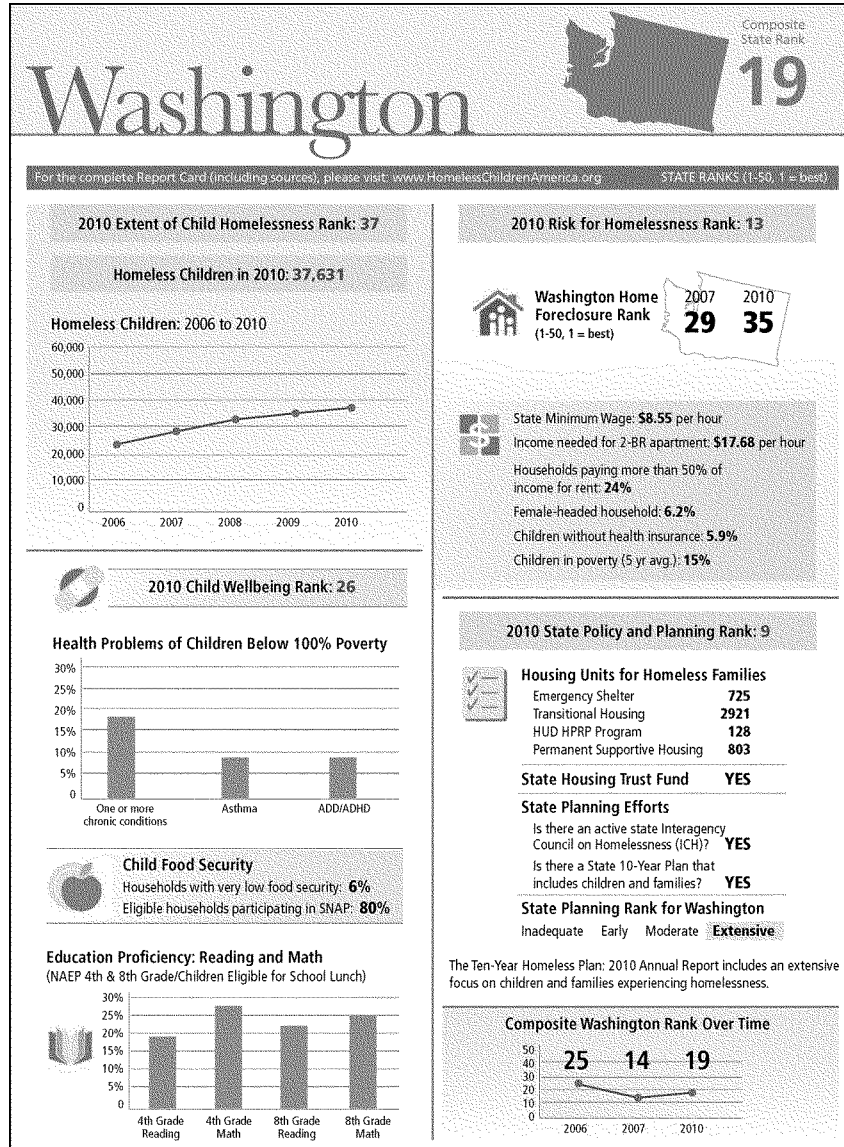 Washington
Composite
State Rank
19
For the complete Report Card (including sources), please visit: www.HomelessChildrenAmerica.org
STATE RANKS (1-50, 1 = best)
2010 Extent of Child Homelessness Rank: 37
Homeless Children in 2010: 37,631
Homeless Children: 2006 to 2010
60,000
50,000
40,000
30,000
20,000
10,000
0
2006 2007 2008 2009 2010
2010 Child Wellbeing Rank: 26
Health Problems of Children Below 100% Poverty
30%
25%
20%
15%
10%
5%
0
One or more
chronic conditions
Asthma
ADD/ADHD
Child Food Security
Households with very low food security: 6%
Eligible households participating in SNAP: 80%
Education Proficiency: Reading and Math
(NAEP 4th & 8th Grade/Children Eligible for School Lunch)
30%
25%
20%
15%
10%
5%
0
4th Grade
Reading
4th Grade
Math
8th Grade
Reading
8th Grade
Math
2010 Risk for Homelessness Rank: 13
Washington Home
Foreclosure Rank
(1-50, 1 = best)
2007 2010
29 35
$
State Minimum Wage: $8.55 per hour
Income needed for 2-BR apartment: $17.68 per hour
Households paying more than 50% of
income for rent: 24%
Female-headed household: 6.2%
Children without health insurance: 5.9%
Children in poverty (5 yr avg.): 15%
2010 State Policy and Planning Rank: 9
Housing Units for Homeless Families
Emergency Shelter 725
Transitional Housing 2921
HUD HPRP Program 128
Permanent Supportive Housing 803
State Housing Trust Fund YES
State Planning Efforts
Is there an active state Interagency
Council on Homelessness (ICH)? YES
Is there a State 10-Year Plan that
includes children and families? YES
State Planning Rank for Washington
Inadequate Early Moderate Extensive
The Ten-Year Homeless Plan: 2010 Annual Report includes an extensive
focus on children and families experiencing homelessness.
Composite Washington Rank Over Time
50
40
30
20
10
0
25 14 19
2006 2007 2010